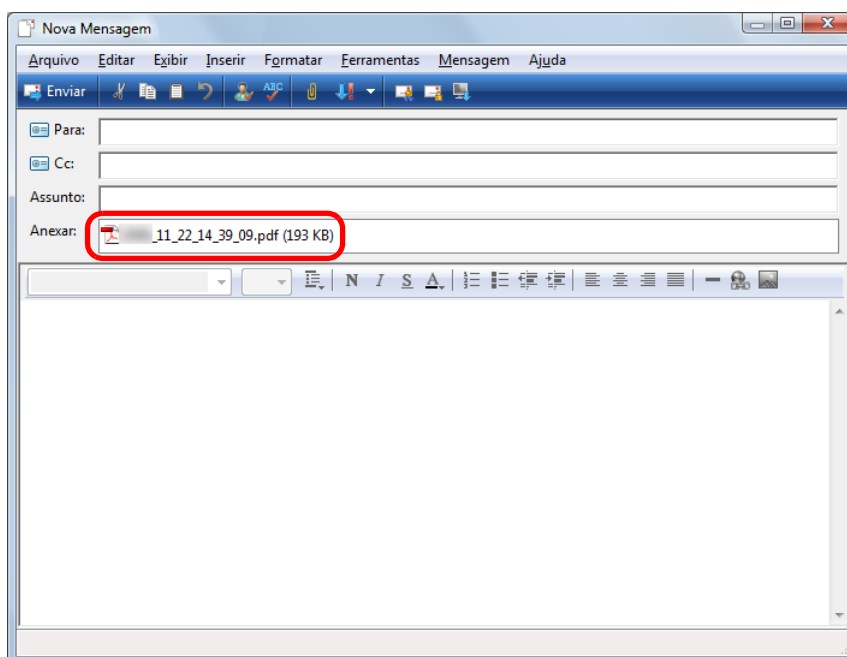 Nova Mensagem
Arquivo Editar Exibir Inserir Formatar Ferramentas Mensagem Ajuda
Enviar ABC
Para:
Cc:
Assunto:
Anexar: _11_22_14_39_09.pdf (193 KB)
N I S A